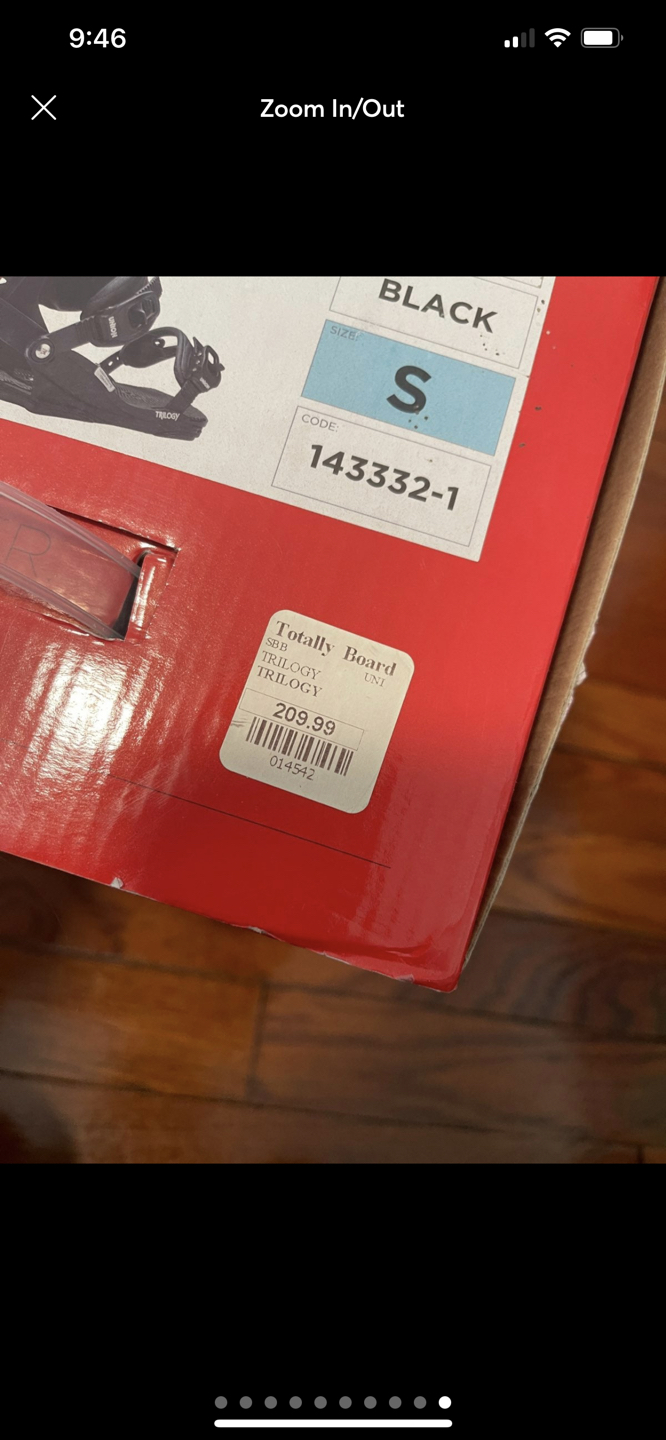 9:46
Zoom In/Out
BLACK
SIZE:
S
CODE:
143332-1
TRILOGY
R
Totally Board
SBB
TRILOGY UNI
TRILOGY
209.99
014542